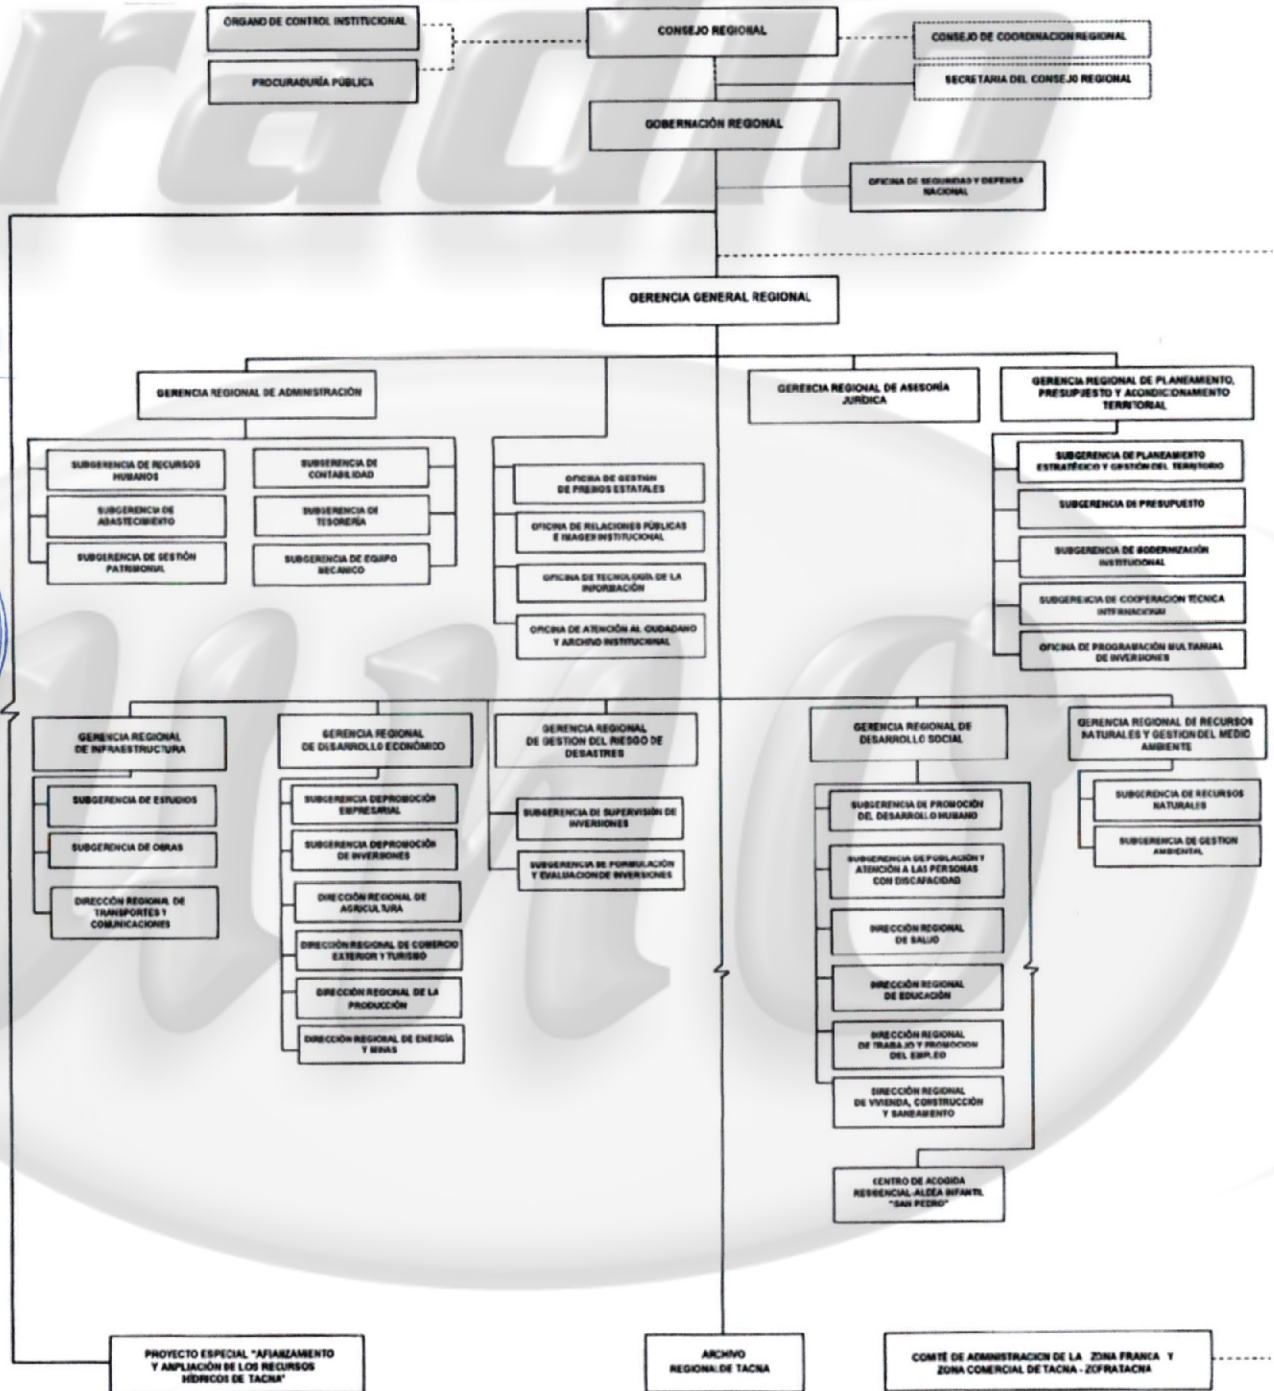 radio
uno
ÓRGANO DE CONTROL INSTITUCIONAL
PROCURADURÍA PÚBLICA
CONSEJO REGIONAL
CONSEJO DE COORDINACION REGIONAL
SECRETARIA DEL CONSEJO REGIONAL
GOBERNACIÓN REGIONAL
OFICINA DE SEGURIDAD Y DEFENSA
NACIONAL
GERENCIA GENERAL REGIONAL
GERENCIA REGIONAL DE ADMINISTRACIÓN
GERENCIA REGIONAL DE ASESORÍA
JURÍDICA
GERENCIA REGIONAL DE PLANEAMIENTO,
PRESUPUESTO Y ACONDICIONAMIENTO
TERRITORIAL
SUBGERENCIA DE RECURSOS
HUMANOS
SUBGERENCIA DE
ABASTECIMIENTO
SUBGERENCIA DE GESTIÓN
PATRIMONIAL
SUBGERENCIA DE
CONTABILIDAD
SUBGERENCIA DE
TESORERÍA
SUBGERENCIA DE EQUIPO
MECANICO
OFICINA DE GESTIÓN
DE PREDIOS ESTATALES
OFICINA DE RELACIONES PÚBLICAS
E IMAGEN INSTITUCIONAL
OFICINA DE TECNOLOGÍA DE LA
INFORMACIÓN
OFICINA DE ATENCIÓN AL CIUDADANO
Y ARCHIVO INSTITUCIONAL
SUBGERENCIA DE PLANEAMIENTO
ESTRATÉGICO Y GESTIÓN DEL TERRITORIO
SUBGERENCIA DE PRESUPUESTO
SUBGERENCIA DE MODERNIZACIÓN
INSTITUCIONAL
SUBGERENCIA DE COOPERACION TÉCNICA
INTERNACIONAL
OFICINA DE PROGRAMACIÓN MULTIANUAL
DE INVERSIONES
GERENCIA REGIONAL
DE INFRAESTRUCTURA
SUBGERENCIA DE ESTUDIOS
SUBGERENCIA DE OBRAS
DIRECCIÓN REGIONAL DE
TRANSPORTES Y
COMUNICACIONES
GERENCIA REGIONAL
DE DESARROLLO ECONÓMICO
SUBGERENCIA DE PROMOCIÓN
EMPRESARIAL
SUBGERENCIA DE PROMOCIÓN
DE INVERSIONES
DIRECCIÓN REGIONAL DE
AGRICULTURA
DIRECCIÓN REGIONAL DE COMERCIO
EXTERIOR Y TURISMO
DIRECCIÓN REGIONAL DE LA
PRODUCCIÓN
DIRECCIÓN REGIONAL DE ENERGÍA
Y MINAS
GERENCIA REGIONAL
DE GESTION DEL RIESGO DE
DESASTRES
SUBGERENCIA DE SUPERVISIÓN DE
INVERSIONES
SUBGERENCIA DE FORMULACIÓN
Y EVALUACION DE INVERSIONES
GERENCIA REGIONAL DE
DESARROLLO SOCIAL
SUBGERENCIA DE PROMOCIÓN
DEL DESARROLLO HUMANO
SUBGERENCIA DE POBLACIÓN Y
ATENCIÓN A LAS PERSONAS
CON DISCAPACIDAD
DIRECCIÓN REGIONAL
DE SALUD
DIRECCIÓN REGIONAL
DE EDUCACIÓN
DIRECCIÓN REGIONAL
DE TRABAJO Y PROMOCION
DEL EMPLEO
DIRECCIÓN REGIONAL
DE VIVIENDA, CONSTRUCCIÓN
Y SANEAMIENTO
CENTRO DE ACOGIDA
RESIDENCIAL-ALDEA INFANTIL
"SAN PEDRO"
GERENCIA REGIONAL DE RECURSOS
NATURALES Y GESTION DEL MEDIO
AMBIENTE
SUBGERENCIA DE RECURSOS
NATURALES
SUBGERENCIA DE GESTION
AMBIENTAL
PROYECTO ESPECIAL "AFIANZAMIENTO
Y AMPLIACIÓN DE LOS RECURSOS
HÍDRICOS DE TACNA"
ARCHIVO
REGIONAL DE TACNA
COMITÉ DE ADMINISTRACION DE LA ZONA FRANCA Y
ZONA COMERCIAL DE TACNA - ZOFRATACNA